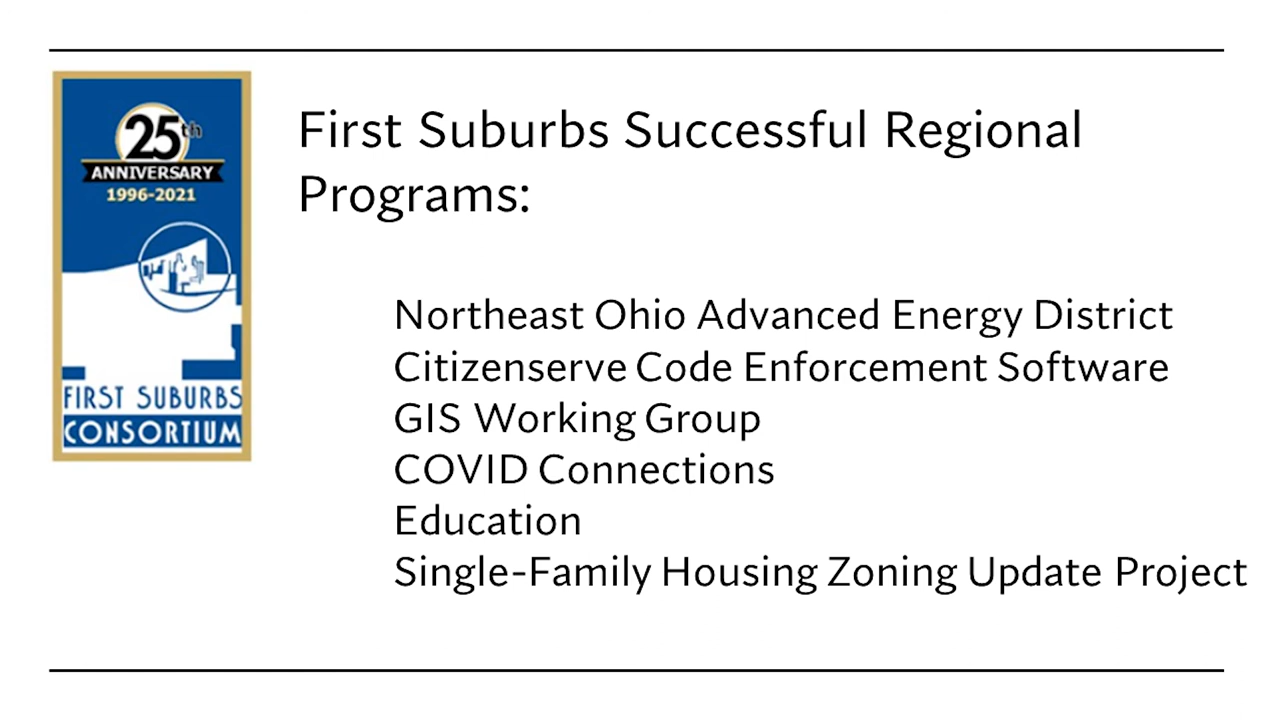 25th
ANNIVERSARY
1996-2021
FIRST SUBURBS
CONSORTIUM
First Suburbs Successful Regional
Programs:
Northeast Ohio Advanced Energy District
Citizenserve Code Enforcement Software
GIS Working Group
COVID Connections
Education
Single-Family Housing Zoning Update Project